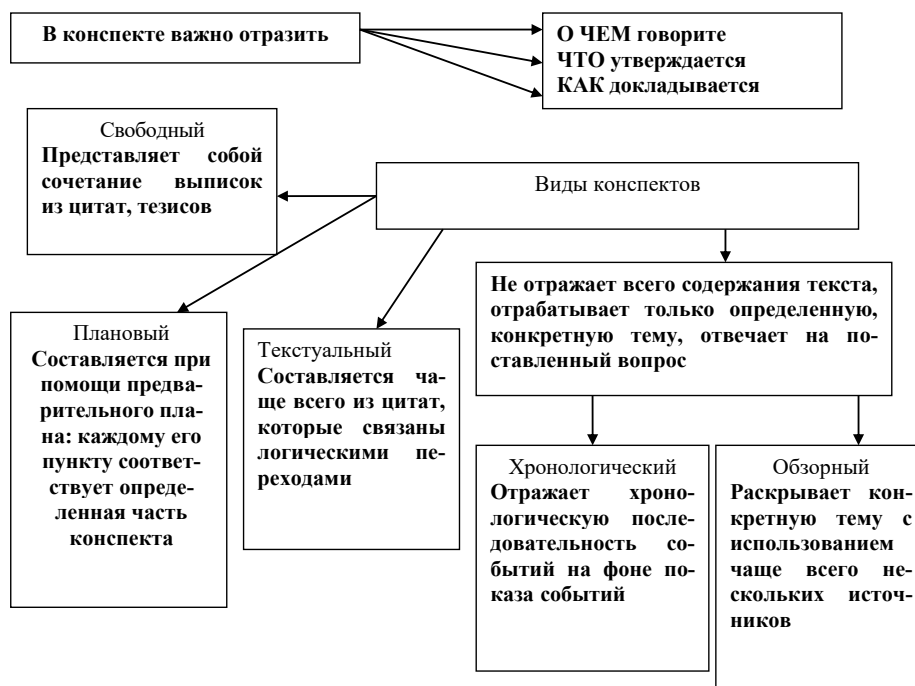 В конспекте важно отразить
О ЧЕМ говорите
ЧТО утверждается
КАК докладывается
Свободный
Представляет собой
сочетание выписок
из цитат, тезисов
Виды конспектов
Не отражает всего содержания текста,
отрабатывает только определенную,
конкретную тему, отвечает на по-
ставленный вопрос
Плановый
Составляется при
помощи предва-
рительного пла-
на: каждому его
пункту соответ-
ствует опреде-
ленная часть
конспекта
Текстуальный
Составляется ча-
ще всего из цитат,
которые связаны
логическими пе-
реходами
Хронологический
Отражает хроно-
логическую после-
довательность со-
бытий на фоне по-
каза событий
Обзорный
Раскрывает кон-
кретную тему с
использованием
чаще всего не-
скольких источ-
ников